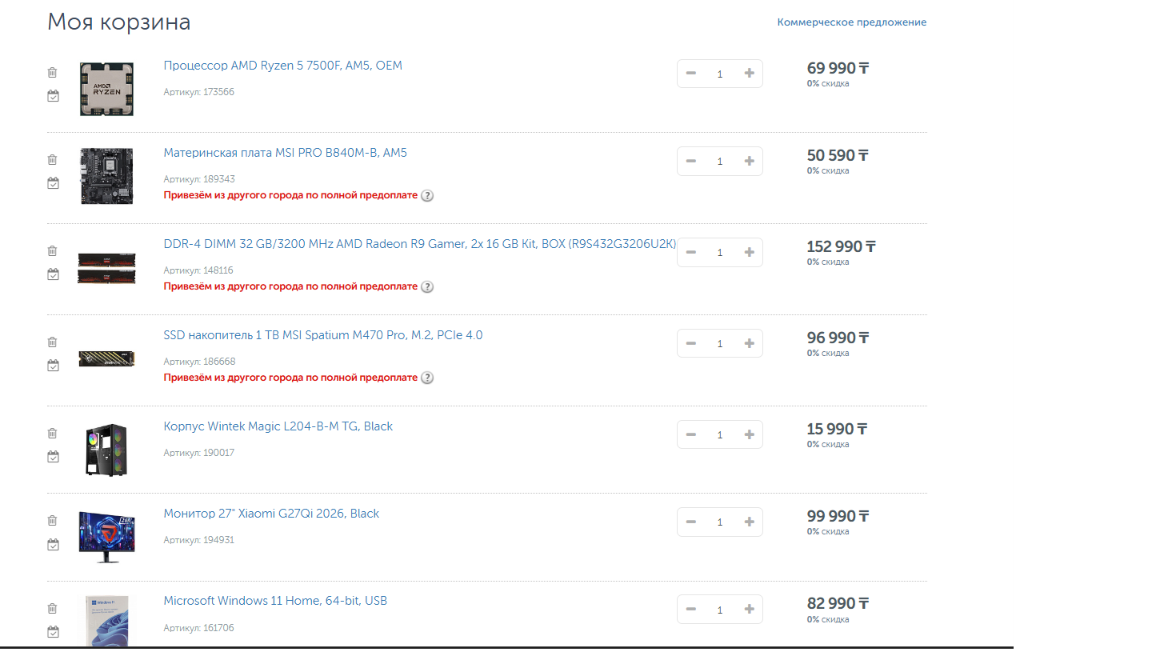 Моя корзина
Коммерческое предложение
Процессор AMD Ryzen 5 7500F, AM5, OEM
Артикул: 173566
1
69 990 ₸
0% скидка
AMD
RYZEN
Материнская плата MSI PRO B840M-B, AM5
Артикул: 189343
Привезём из другого города по полной предоплате ?
1
50 590 ₸
0% скидка
DDR-4 DIMM 32 GB/3200 MHz AMD Radeon R9 Gamer, 2x 16 GB Kit, BOX (R9S432G3206U2K)
Артикул: 148116
Привезём из другого города по полной предоплате ?
1
152 990 ₸
0% скидка
SSD накопитель 1 TB MSI Spatium M470 Pro, M.2, PCIe 4.0
Артикул: 186668
Привезём из другого города по полной предоплате ?
1
96 990 ₸
0% скидка
Корпус Wintek Magic L204-B-M TG, Black
Артикул: 190017
1
15 990 ₸
0% скидка
Монитор 27" Xiaomi G27Qi 2026, Black
Артикул: 194931
1
99 990 ₸
0% скидка
Microsoft Windows 11 Home, 64-bit, USB
Артикул: 161706
1
82 990 ₸
0% скидка